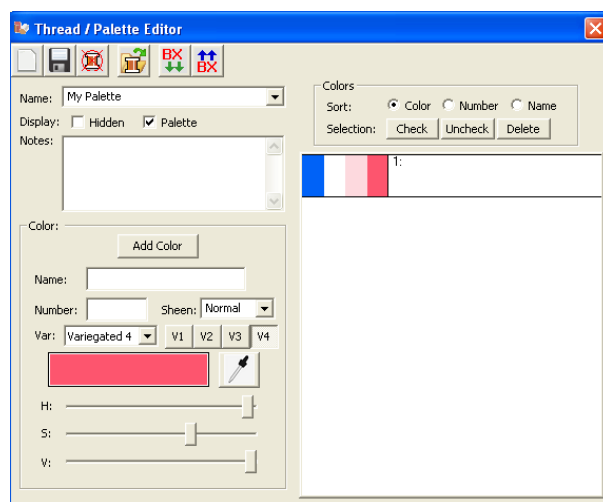 Thread / Palette Editor
BX
BX
Name: My Palette
Display: Hidden Palette
Notes:
Color:
Add Color
Name:
Number: Sheen: Normal
Var: Variegated 4 V1 V2 V3 V4
H:
S:
V:
Colors
Sort: Color Number Name
Selection: Check Uncheck Delete
1: